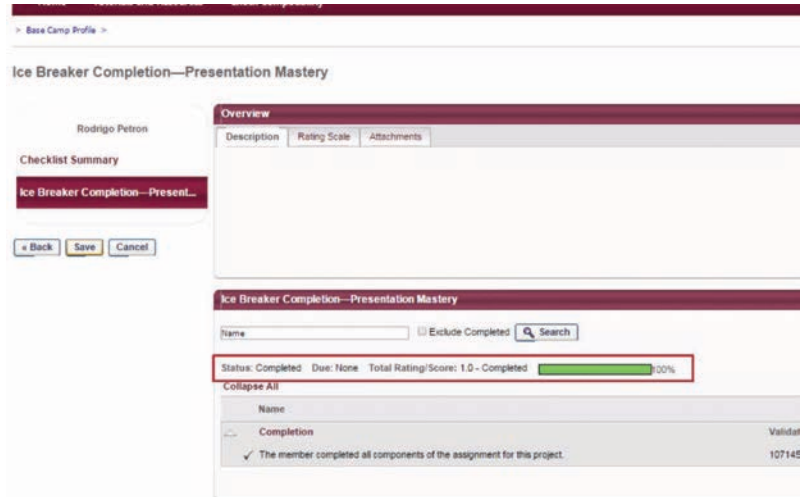 > Base Camp Profile >
Ice Breaker Completion—Presentation Mastery
Rodrigo Petron
Checklist Summary
Ice Breaker Completion—Present...
« Back Save Cancel
Overview
Description Rating Scale Attachments
Ice Breaker Completion—Presentation Mastery
Name Exclude Completed Search
Status: Completed Due: None Total Rating/Score: 1.0 - Completed 100%
Collapse All
Name
Completion Validat
The member completed all components of the assignment for this project. 107145